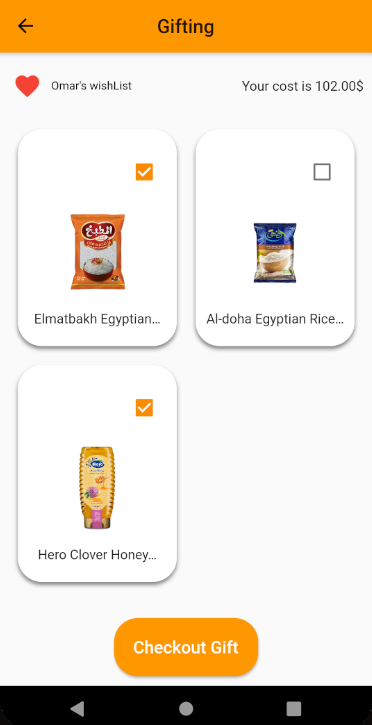 Gifting
Omar's wishList
Your cost is 102.00$
المطبخ
Elmatbakh Egyptian...
الضحى
Al-doha Egyptian Rice...
Hero
Hero Clover Honey...
Checkout Gift